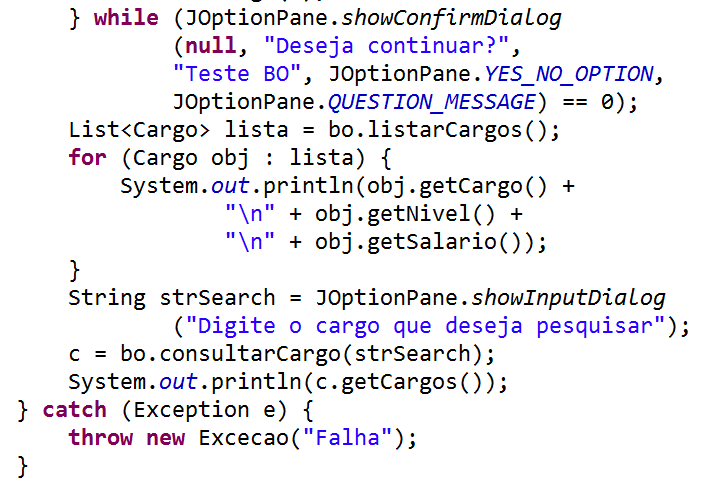 } while (JOptionPane.showConfirmDialog
(null, "Deseja continuar?",
"Teste BO", JOptionPane.YES_NO_OPTION,
JOptionPane.QUESTION_MESSAGE) == 0);
List<Cargo> lista = bo.listarCargos();
for (Cargo obj : lista) {
System.out.println(obj.getCargo() +
"\n" + obj.getNivel() +
"\n" + obj.getSalario());
}
String strSearch = JOptionPane.showInputDialog
("Digite o cargo que deseja pesquisar");
c = bo.consultarCargo(strSearch);
System.out.println(c.getCargos());
} catch (Exception e) {
throw new Excecao("Falha");
}